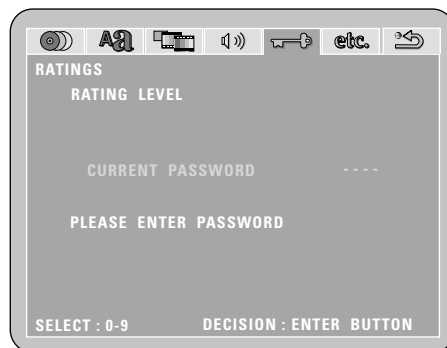 Aa etc.
RATINGS
RATING LEVEL
CURRENT PASSWORD - - - -
PLEASE ENTER PASSWORD
SELECT : 0-9 DECISION : ENTER BUTTON